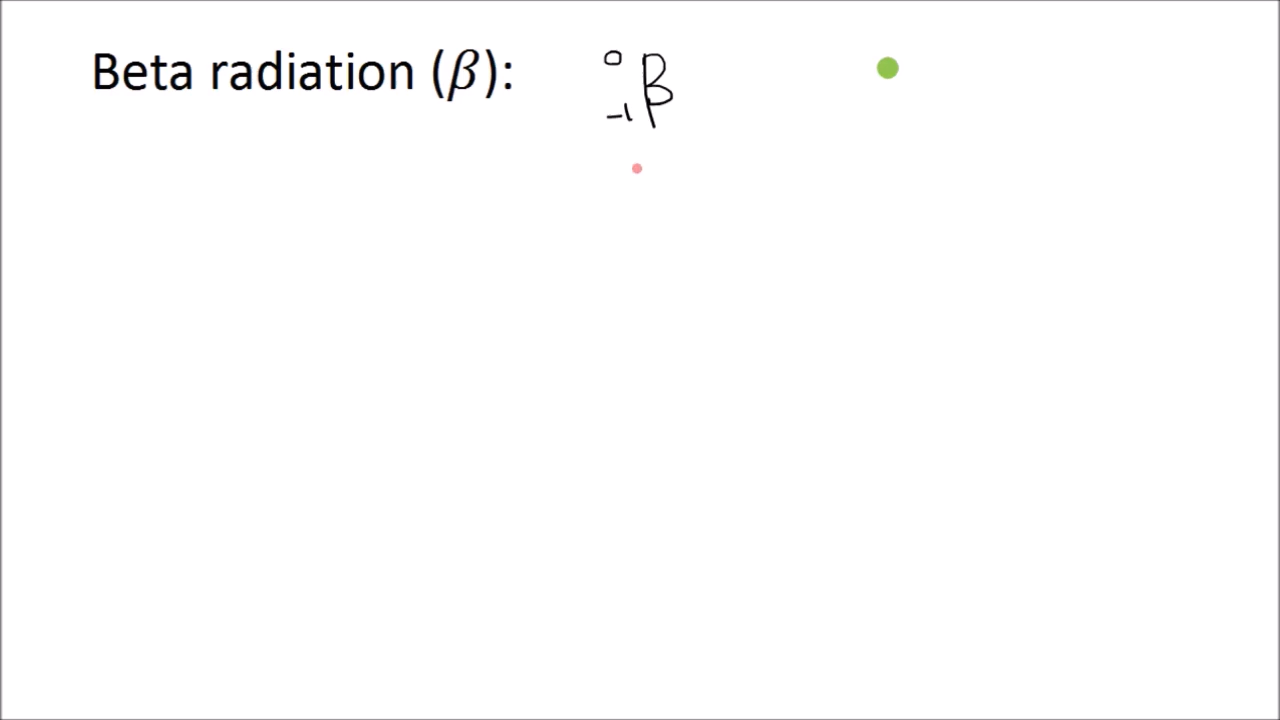 Beta radiation (β): ⁰₋₁β